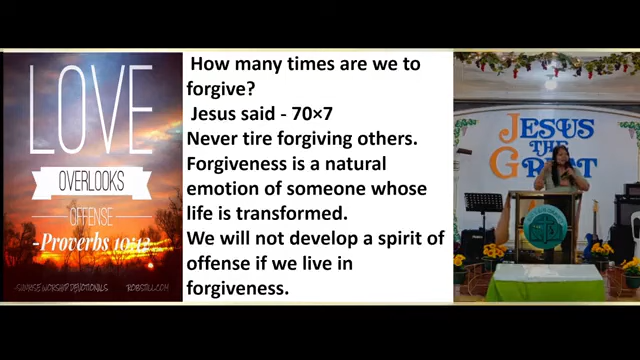 LOVE
OVERLOOKS
OFFENSE
-Proverbs 10:12
ROBSTILL.COM
How many times are we to
forgive?
Jesus said - 70×7
Never tire forgiving others.
Forgiveness is a natural
emotion of someone whose
life is transformed.
We will not develop a spirit of
offense if we live in
forgiveness.
JESUS
THE
GREAT